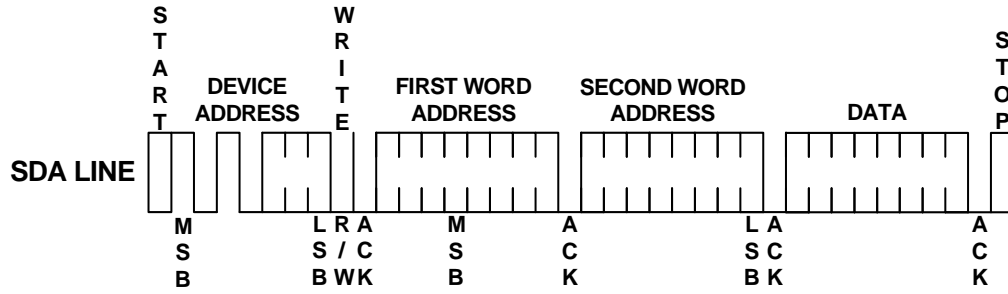 START
WRITE
STOP
DEVICE
ADDRESS
FIRST WORD
ADDRESS
SECOND WORD
ADDRESS
DATA
SDA LINE
MSB
LSB
R/W
ACK
MSB
ACK
LSB
ACK
ACK